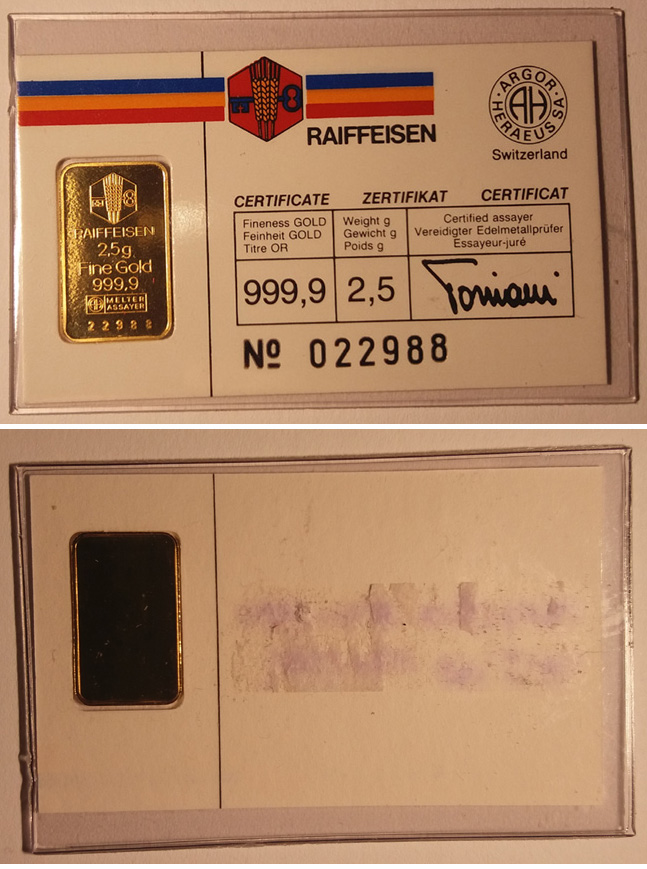 RAIFFEISEN
ARGOR
HERAEUS SA
AH
Switzerland
CERTIFICATE ZERTIFIKAT CERTIFICAT
Fineness GOLD
Feinheit GOLD
Titre OR
Weight g
Gewicht g
Poids g
Certified assayer
Vereidigter Edelmetallprüfer
Essayeur-juré
999,9
2,5
Nº 022988
RAIFFEISEN
2,5g
Fine Gold
999,9
MELTER
ASSAYER
22988